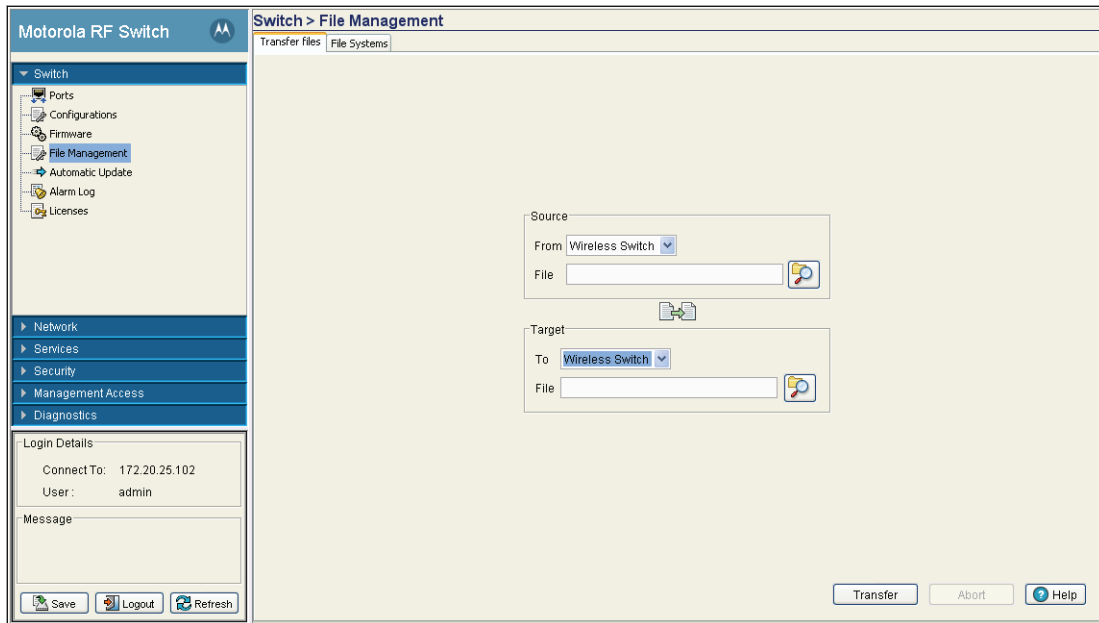 Motorola RF Switch
Switch
Ports
Configurations
Firmware
File Management
Automatic Update
Alarm Log
Licenses
Network
Services
Security
Management Access
Diagnostics
Login Details
Connect To: 172.20.25.102
User : admin
Message
Save Logout Refresh
Switch > File Management
Transfer files File Systems
Source
From Wireless Switch
File
Target
To Wireless Switch
File
Transfer Abort Help